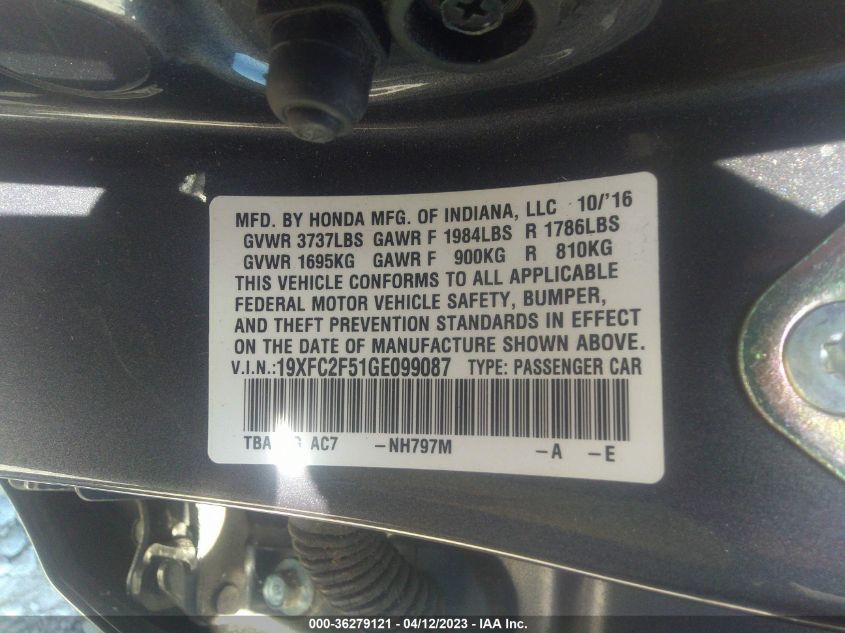 MFD. BY HONDA MFG. OF INDIANA, LLC 10/'16
GVWR 3737LBS GAWR F 1984LBS R 1786LBS
GVWR 1695KG GAWR F 900KG R 810KG
THIS VEHICLE CONFORMS TO ALL APPLICABLE
FEDERAL MOTOR VEHICLE SAFETY, BUMPER,
AND THEFT PREVENTION STANDARDS IN EFFECT
ON THE DATE OF MANUFACTURE SHOWN ABOVE.
V.I.N.:19XFC2F51GE099087 TYPE: PASSENGER CAR
AC7 -NH797M -A -E
000-36279121 - 04/12/2023 - IAA Inc.